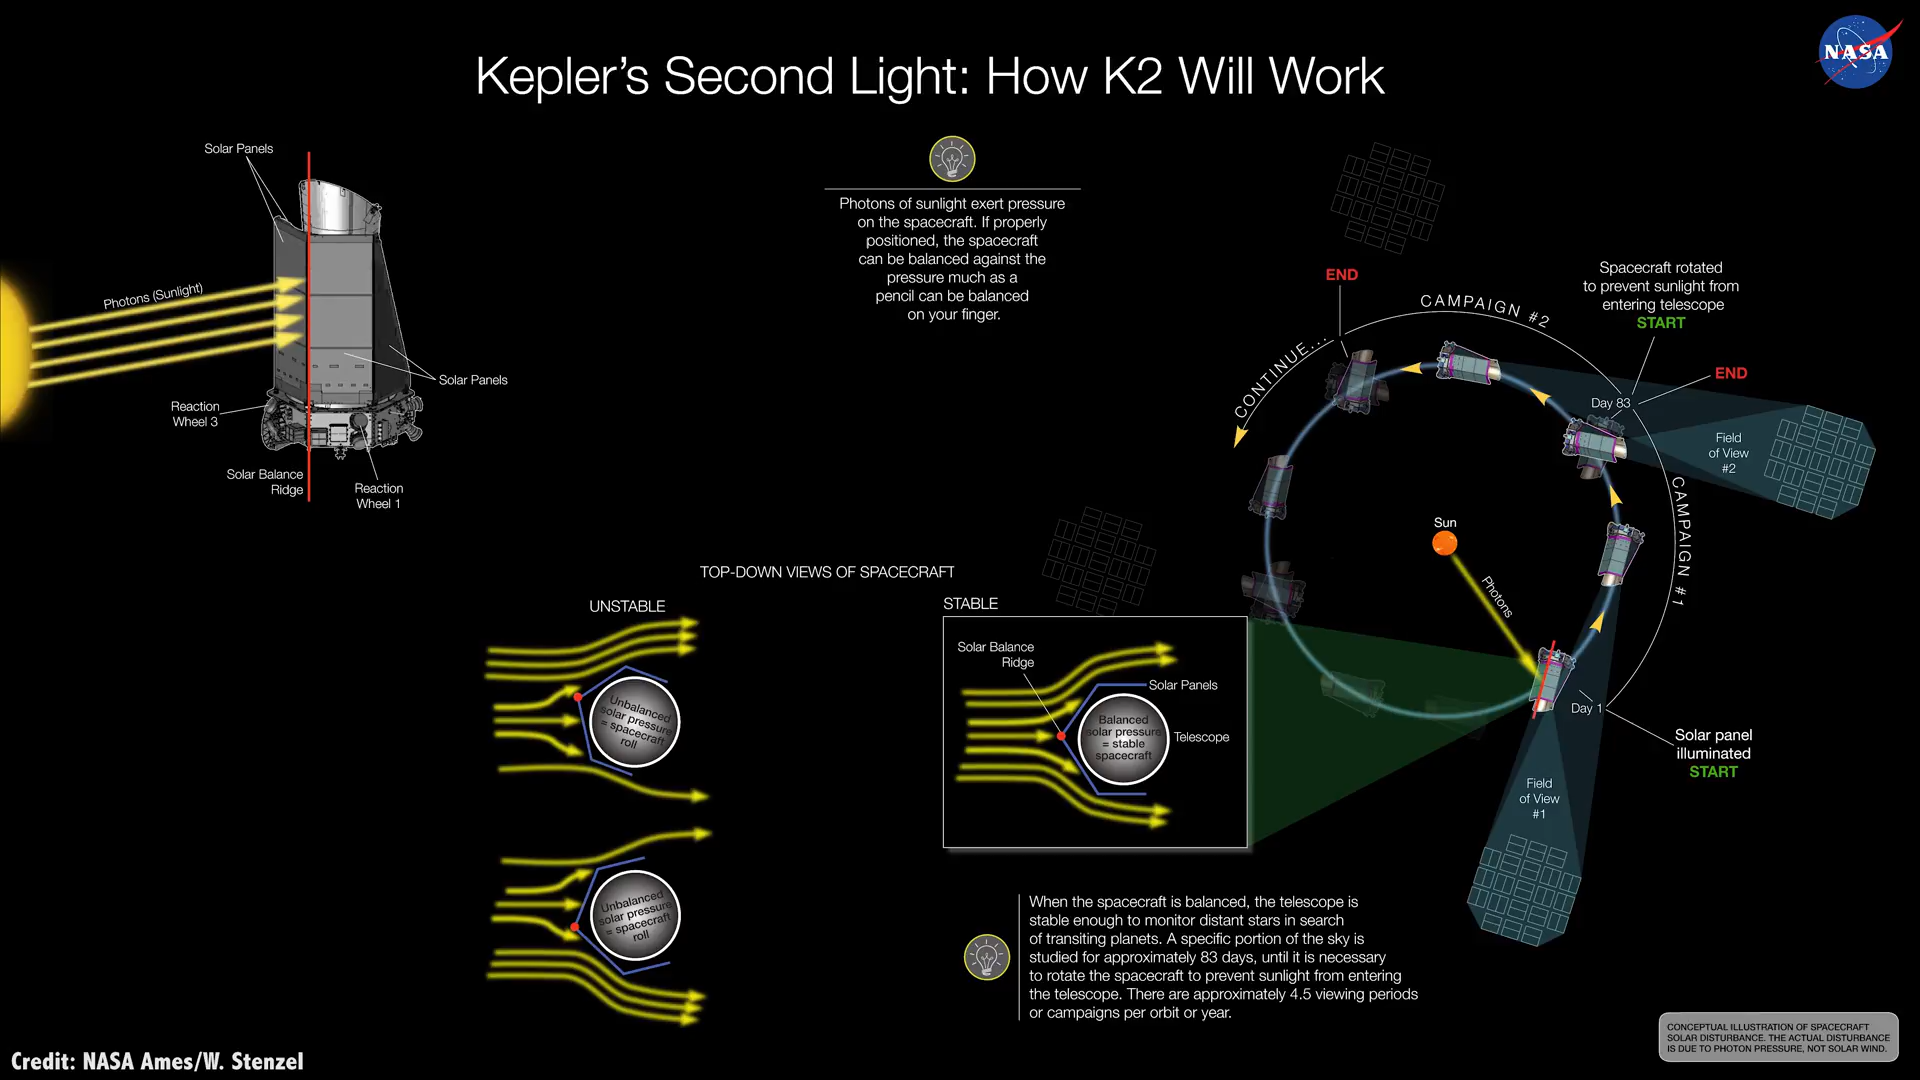 NASA
Kepler's Second Light: How K2 Will Work
Solar Panels
Photons (Sunlight)
Solar Panels
Reaction
Wheel 3
Solar Balance
Ridge
Reaction
Wheel 1
Photons of sunlight exert pressure
on the spacecraft. If properly
positioned, the spacecraft
can be balanced against the
pressure much as a
pencil can be balanced
on your finger.
END
CONTINUE...
CAMPAIGN #2
Spacecraft rotated
to prevent sunlight from
entering telescope
START
END
Day 83
Field
of View
#2
CAMPAIGN #1
Sun
Photons
Day 1
Solar panel
illuminated
START
Field
of View
#1
TOP-DOWN VIEWS OF SPACECRAFT
UNSTABLE
Unbalanced
solar pressure
= spacecraft
roll
Unbalanced
solar pressure
= spacecraft
roll
STABLE
Solar Balance
Ridge
Solar Panels
Balanced
solar pressure
= stable
spacecraft
Telescope
When the spacecraft is balanced, the telescope is
stable enough to monitor distant stars in search
of transiting planets. A specific portion of the sky is
studied for approximately 83 days, until it is necessary
to rotate the spacecraft to prevent sunlight from entering
the telescope. There are approximately 4.5 viewing periods
or campaigns per orbit or year.
CONCEPTUAL ILLUSTRATION OF SPACECRAFT
SOLAR DISTURBANCE. THE ACTUAL DISTURBANCE
IS DUE TO PHOTON PRESSURE, NOT SOLAR WIND.
Credit: NASA Ames/W. Stenzel